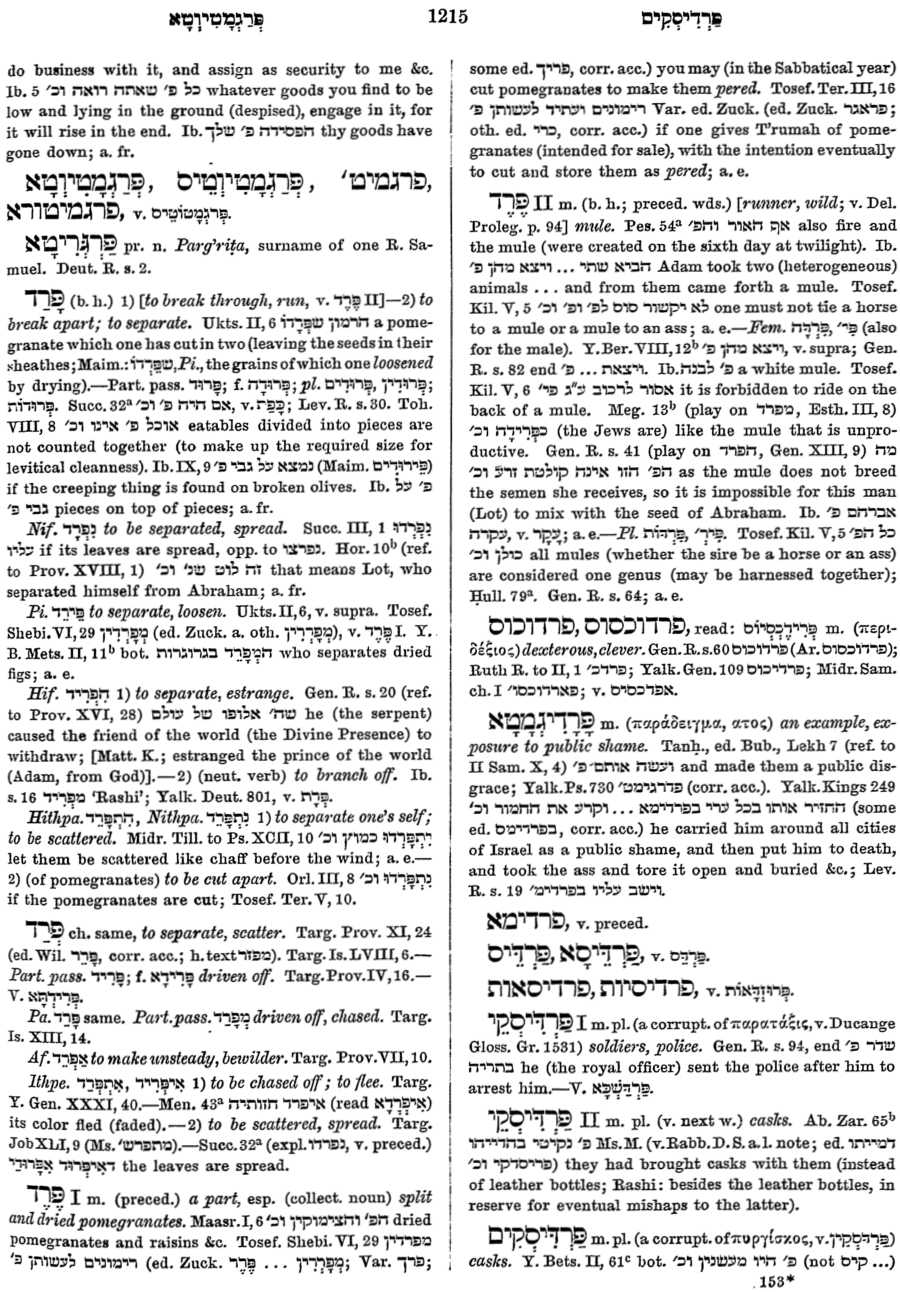 פְּרַגְמָטִיוֹטָא
1215
פַּרְדִיסְקִים
do business with it, and assign as security to me &c.
Ib. 5 כל פ׳ שאתה רואה וכ׳ whatever goods you find to be
low and lying in the ground (despised), engage in it, for
it will rise in the end. Ib. הפסידה פ׳ שלך thy goods have
gone down; a. fr.
פרגמיט׳, פְּרַגְמָטִיוְטֵיס, פְּרַגְמָטִיוְטָא,
פרגמיטורא, v. פְּרַגְמָטוֹטֵיס.
פַּרְגְּרִיטָא pr. n. Parg'rița, surname of one R. Sa-
muel. Deut. R. s. 2.
פָּרַד (b. h.) 1) [to break through, run, v. פֶּרֶד II]—2) to
break apart; to separate. Ukts. II, 6 הרמון שפְּרָדוֹ a pome-
granate which one has cut in two (leaving the seeds in their
sheathes; Maim.: שפֵּרְדוֹ, Pi., the grains of which one loosened
by drying).—Part. pass. פָּרוּד; f. פְּרוּדָה; pl. פְּרוּדִים, פְּרוּדִין;
פְּרוּדוֹת. Succ. 32ᵃ אם היה פ׳ וכ׳, v. כָּפַת; Lev. R. s. 30. Toh.
VIII, 8 אוכל פ׳ אינו וכ׳ eatables divided into pieces are
not counted together (to make up the required size for
levitical cleanness). Ib. IX, 9 נמצא על גבי פ׳ (Maim. פֵּירוּדִים)
if the creeping thing is found on broken olives. Ib. פ׳ על
גבי פ׳ pieces on top of pieces; a. fr.
Nif. נִפְרָד to be separated, spread. Succ. III, 1 נִפְרְדוּ
עליו if its leaves are spread, opp. to נפרצו. Hor. 10ᵇ (ref.
to Prov. XVIII, 1) זה לוט שנ׳ וכ׳ that means Lot, who
separated himself from Abraham; a. fr.
Pi. פֵּירֵד to separate, loosen. Ukts. II, 6, v. supra. Tosef.
Shebi. VI, 29 מְפָרְדִין (ed. Zuck. a. oth. מְפָרְרִין), v. פֶּרֶד I. Y.
B. Mets. II, 11ᵇ bot. המְפָרֵד בגרוגרות who separates dried
figs; a. e.
Hif. הִפְרִיד 1) to separate, estrange. Gen. R. s. 20 (ref.
to Prov. XVI, 28) שה׳ אלופו של עולם he (the serpent)
caused the friend of the world (the Divine Presence) to
withdraw; [Matt. K.; estranged the prince of the world
(Adam, from God)].—2) (neut. verb) to branch off. Ib.
s. 16 מפריד 'Rashi'; Yalk. Deut. 801, v. פָּרַת.
Hithpa. הִתְפָּרֵד, Nithpa. נִתְפָּרֵד 1) to separate one's self;
to be scattered. Midr. Till. to Ps. XCII, 10 יִתְפָּרְדוּ כמוץ וכ׳
let them be scattered like chaff before the wind; a. e.—
2) (of pomegranates) to be cut apart. Orl. III, 8 נִתְפָּרְדוּ וכ׳
if the pomegranates are cut; Tosef. Ter. V, 10.
פְּרַד ch. same, to separate, scatter. Targ. Prov. XI, 24
(ed. Wil. פָּרֵר, corr. acc.; h. text מפזר). Targ. Is. LVIII, 6.—
Part. pass. פָּרִיד; f. פְּרִידָא driven off. Targ. Prov. IV, 16.—
V. פְּרִידְתָּא.
Pa. פָּרֵד same. Part. pass. מְפָרַד driven off, chased. Targ.
Is. XIII, 14.
Af. אַפְרֵד to make unsteady, bewilder. Targ. Prov. VII, 10.
Ithpe. אִתְפְּרֵד, אִיפְּרִיד 1) to be chased off; to flee. Targ.
Y. Gen. XXXI, 40.—Men. 43ᵃ איפרד חזותיה (read אִיפְּרָדָא)
its color fled (faded).—2) to be scattered, spread. Targ.
Job XLI, 9 (Ms. מתפרש׳).—Succ. 32ᵃ (expl. נפרדו, v. preced.)
דאיפרוד אפרודי the leaves are spread.
פֶּרֶד I m. (preced.) a part, esp. (collect. noun) split
and dried pomegranates. Maasr. I, 6 הפ׳ והצימוקין וכ׳ dried
pomegranates and raisins &c. Tosef. Shebi. VI, 29 מפרדין
רימונים לעשותן פ׳ (ed. Zuck. מְפָרְרִין ... פֶּרֶר; Var. פרך;
some ed. פריך, corr. acc.) you may (in the Sabbatical year)
cut pomegranates to make them pered. Tosef. Ter. III, 16
רימונים ועתיד לעשותן פ׳ Var. ed. Zuck. (ed. Zuck. פראגר;
oth. ed. כרי, corr. acc.) if one gives T'rumah of pome-
granates (intended for sale), with the intention eventually
to cut and store them as pered; a. e.
פֶּרֶד II m. (b. h.; preced. wds.) [runner, wild; v. Del.
Proleg. p. 94] mule. Pes. 54ᵃ אף האור והפ׳ also fire and
the mule (were created on the sixth day at twilight). Ib.
הביא שתי ... ויצא מהן פ׳ Adam took two (heterogeneous)
animals ... and from them came forth a mule. Tosef.
Kil. V, 5 לא יקשור סוס לפ׳ ופ׳ וכ׳ one must not tie a horse
to a mule or a mule to an ass; a. e.—Fem. פִּרְדָּה, פִּי׳ (also
for the male). Y. Ber. VIII, 12ᵇ ויצא מהן פ׳, v. supra; Gen.
R. s. 82 end ויצאת ... פ׳. Ib. פ׳ לבנה a white mule. Tosef.
Kil. V, 6 אסור לרכוב ע״ג פי׳ it is forbidden to ride on the
back of a mule. Meg. 13ᵇ (play on מפרד, Esth. III, 8)
כפִרְידָה וכ׳ (the Jews are) like the mule that is unpro-
ductive. Gen. R. s. 41 (play on הפרד, Gen. XIII, 9) מה
הפ׳ הזו אינה קולטת זרע וכ׳ as the mule does not breed
the semen she receives, so it is impossible for this man
(Lot) to mix with the seed of Abraham. Ib. אברהם פ׳
עקרה, v. עָקָר; a. e.—Pl. פְּרָדוֹת, פִּיר׳. Tosef. Kil. V, 5 כל הפ׳
כולן וכ׳ all mules (whether the sire be a horse or an ass)
are considered one genus (may be harnessed together);
Ḥull. 79ᵃ. Gen. R. s. 64; a. e.
פרדוכסוס, פרדוכוס, read: פְּרִידֶכְסִיוֹס m. (περι-
δέξιος) dexterous, clever. Gen. R. s. 60 פרדוכוס (Ar. פרדוכסוס);
Ruth R. to II, 1 פרדכ׳; Yalk. Gen. 109 פרדיכוס; Midr. Sam.
ch. I פארדוכסי׳; v. אפדכסיס.
פָּרָדִיגְמָטָא m. (παράδειγμα, ατος) an example, ex-
posure to public shame. Tanḥ., ed. Bub., Lekh 7 (ref. to
II Sam. X, 4) ועשה אותם פ׳ and made them a public dis-
grace; Yalk. Ps. 730 פדרגימט׳ (corr. acc.). Yalk. Kings 249
החזיר אותו בכל ערי בפרדימא ... וקרע את החמור וכ׳ (some
ed. בפרדימס, corr. acc.) he carried him around all cities
of Israel as a public shame, and then put him to death,
and took the ass and tore it open and buried &c.; Lev.
R. s. 19 וישב עליו בפרדימ׳.
פרדימא, v. preced.
פַּרְדֵּיסָא, פַּרְדֵּיס, v. פַּרְדֵּס.
פרדיסיות, פרדיסאות, v. פְּרוֹזְדָאוֹת.
פַּרְדִּיסְקֵי I m. pl. (a corrupt. of παρατάξις, v. Ducange
Gloss. Gr. 1531) soldiers, police. Gen. R. s. 94, end שדר פ׳
בתריה he (the royal officer) sent the police after him to
arrest him.—V. פַּרְדַּשְׁכָא.
פַּרְדִּיסְקֵי II m. pl. (v. next w.) casks. Ab. Zar. 65ᵇ
דמייתו פ׳ נקיטי בהדייהו Ms. M. (v. Rabb. D. S. a. l. note; ed.
פריסדקי וכ׳) they had brought casks with them (instead
of leather bottles; Rashi: besides the leather bottles, in
reserve for eventual mishaps to the latter).
פַּרְדִּיסְקִים m. pl. (a corrupt. of πυργίσκος, v. פַּרְדִּסְקִין)
casks. Y. Bets. II, 61ᶜ bot. פ׳ היו מעשנין וכ׳ (not קיס ...)
153*